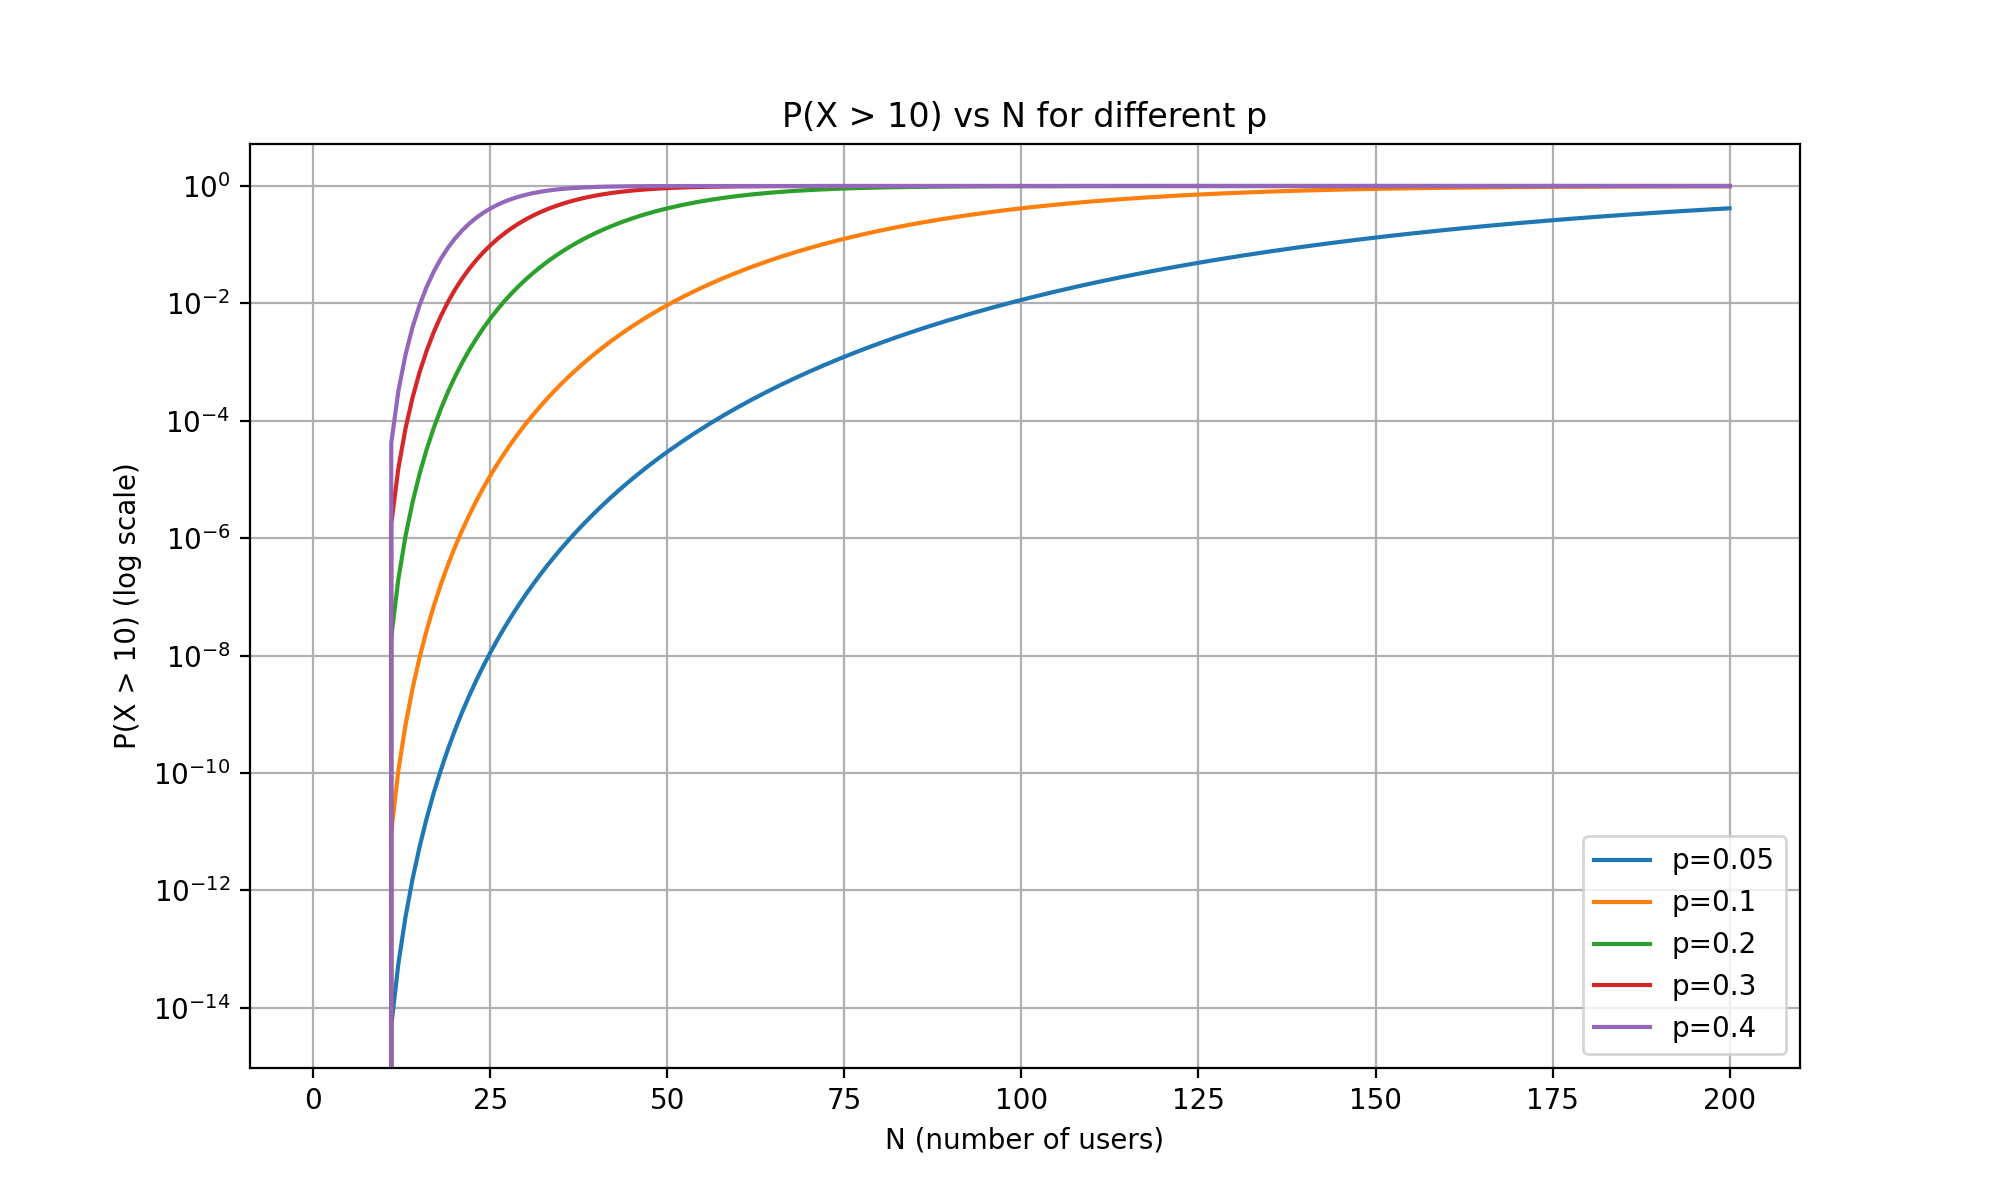 P(X > 10) vs N for different p
P(X > 10) (log scale)
10⁰
10⁻²
10⁻⁴
10⁻⁶
10⁻⁸
10⁻¹⁰
10⁻¹²
10⁻¹⁴
0 25 50 75 100 125 150 175 200
N (number of users)
p=0.05
p=0.1
p=0.2
p=0.3
p=0.4